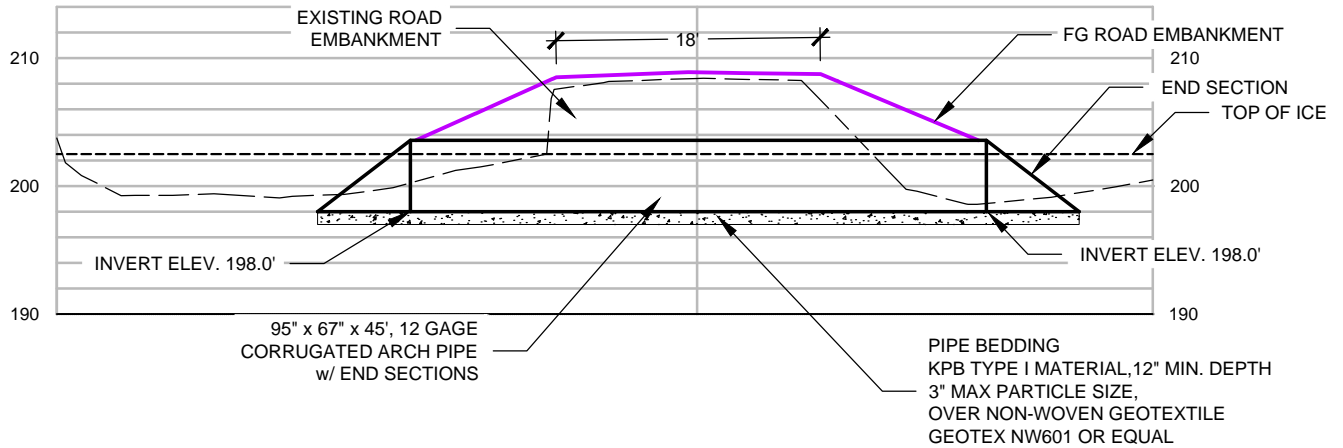 EXISTING ROAD
EMBANKMENT
18'
FG ROAD EMBANKMENT
210
210
END SECTION
TOP OF ICE
200
200
INVERT ELEV. 198.0'
INVERT ELEV. 198.0'
190
190
95" x 67" x 45', 12 GAGE
CORRUGATED ARCH PIPE
w/ END SECTIONS
PIPE BEDDING
KPB TYPE I MATERIAL,12" MIN. DEPTH
3" MAX PARTICLE SIZE,
OVER NON-WOVEN GEOTEXTILE
GEOTEX NW601 OR EQUAL